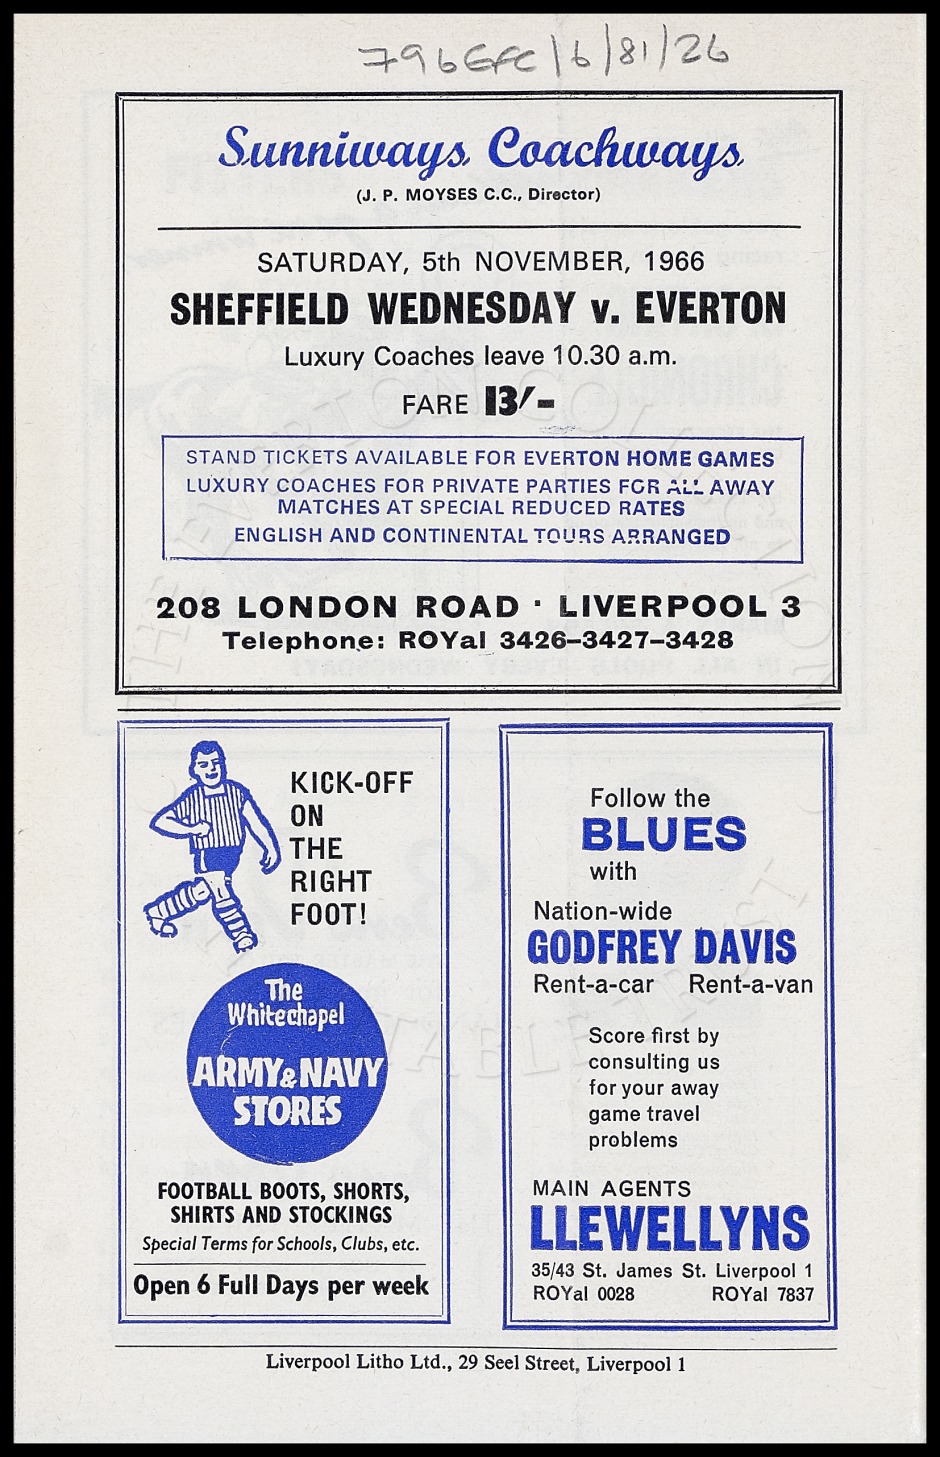 796EFC/6/81/26
Sunniways Coachways
(J. P. MOYSES C.C., Director)
SATURDAY, 5th NOVEMBER, 1966
SHEFFIELD WEDNESDAY v. EVERTON
Luxury Coaches leave 10.30 a.m.
FARE 13/-
STAND TICKETS AVAILABLE FOR EVERTON HOME GAMES
LUXURY COACHES FOR PRIVATE PARTIES FOR ALL AWAY
MATCHES AT SPECIAL REDUCED RATES
ENGLISH AND CONTINENTAL TOURS ARRANGED
208 LONDON ROAD · LIVERPOOL 3
Telephone: ROYal 3426–3427–3428
KICK-OFF
ON
THE
RIGHT
FOOT!
The
Whitechapel
ARMY & NAVY
STORES
FOOTBALL BOOTS, SHORTS,
SHIRTS AND STOCKINGS
Special Terms for Schools, Clubs, etc.
Open 6 Full Days per week
Follow the
BLUES
with
Nation-wide
GODFREY DAVIS
Rent-a-car Rent-a-van
Score first by
consulting us
for your away
game travel
problems
MAIN AGENTS
LLEWELLYNS
35/43 St. James St. Liverpool 1
ROYal 0028 ROYal 7837
Liverpool Litho Ltd., 29 Seel Street, Liverpool 1